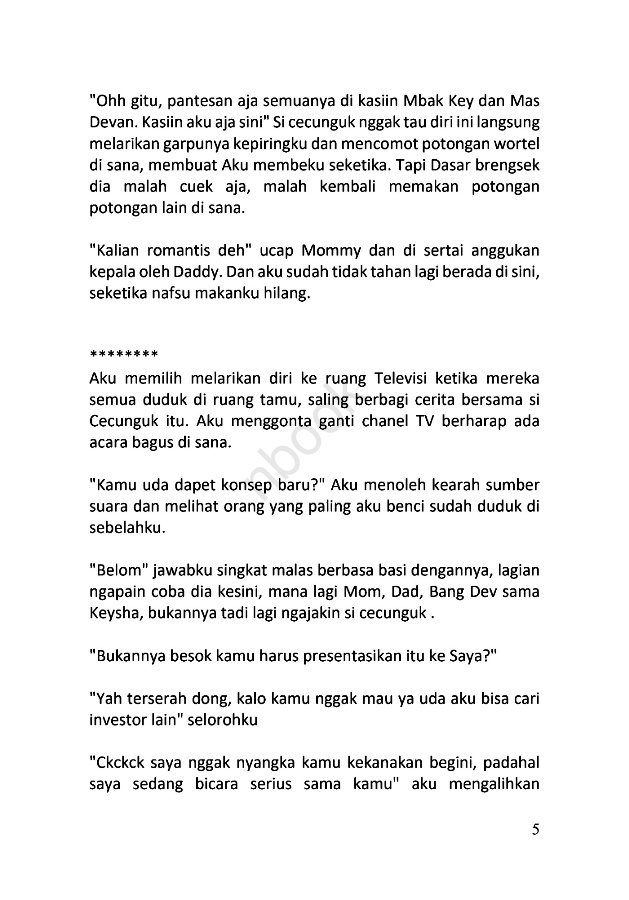 "Ohh gitu, pantesan aja semuanya di kasiin Mbak Key dan Mas
Devan. Kasiin aku aja sini" Si cecunguk nggak tau diri ini langsung
melarikan garpunya kepiringku dan mencomot potongan wortel
di sana, membuat Aku membeku seketika. Tapi Dasar brengsek
dia malah cuek aja, malah kembali memakan potongan
potongan lain di sana.
"Kalian romantis deh" ucap Mommy dan di sertai anggukan
kepala oleh Daddy. Dan aku sudah tidak tahan lagi berada di sini,
seketika nafsu makanku hilang.
********
Aku memilih melarikan diri ke ruang Televisi ketika mereka
semua duduk di ruang tamu, saling berbagi cerita bersama si
Cecunguk itu. Aku menggonta ganti chanel TV berharap ada
acara bagus di sana.
"Kamu uda dapet konsep baru?" Aku menoleh kearah sumber
suara dan melihat orang yang paling aku benci sudah duduk di
sebelahku.
"Belom" jawabku singkat malas berbasa basi dengannya, lagian
ngapain coba dia kesini, mana lagi Mom, Dad, Bang Dev sama
Keysha, bukannya tadi lagi ngajakin si cecunguk .
"Bukannya besok kamu harus presentasikan itu ke Saya?"
"Yah terserah dong, kalo kamu nggak mau ya uda aku bisa cari
investor lain" selorohku
"Ckckck saya nggak nyangka kamu kekanakan begini, padahal
saya sedang bicara serius sama kamu" aku mengalihkan
5
nbook